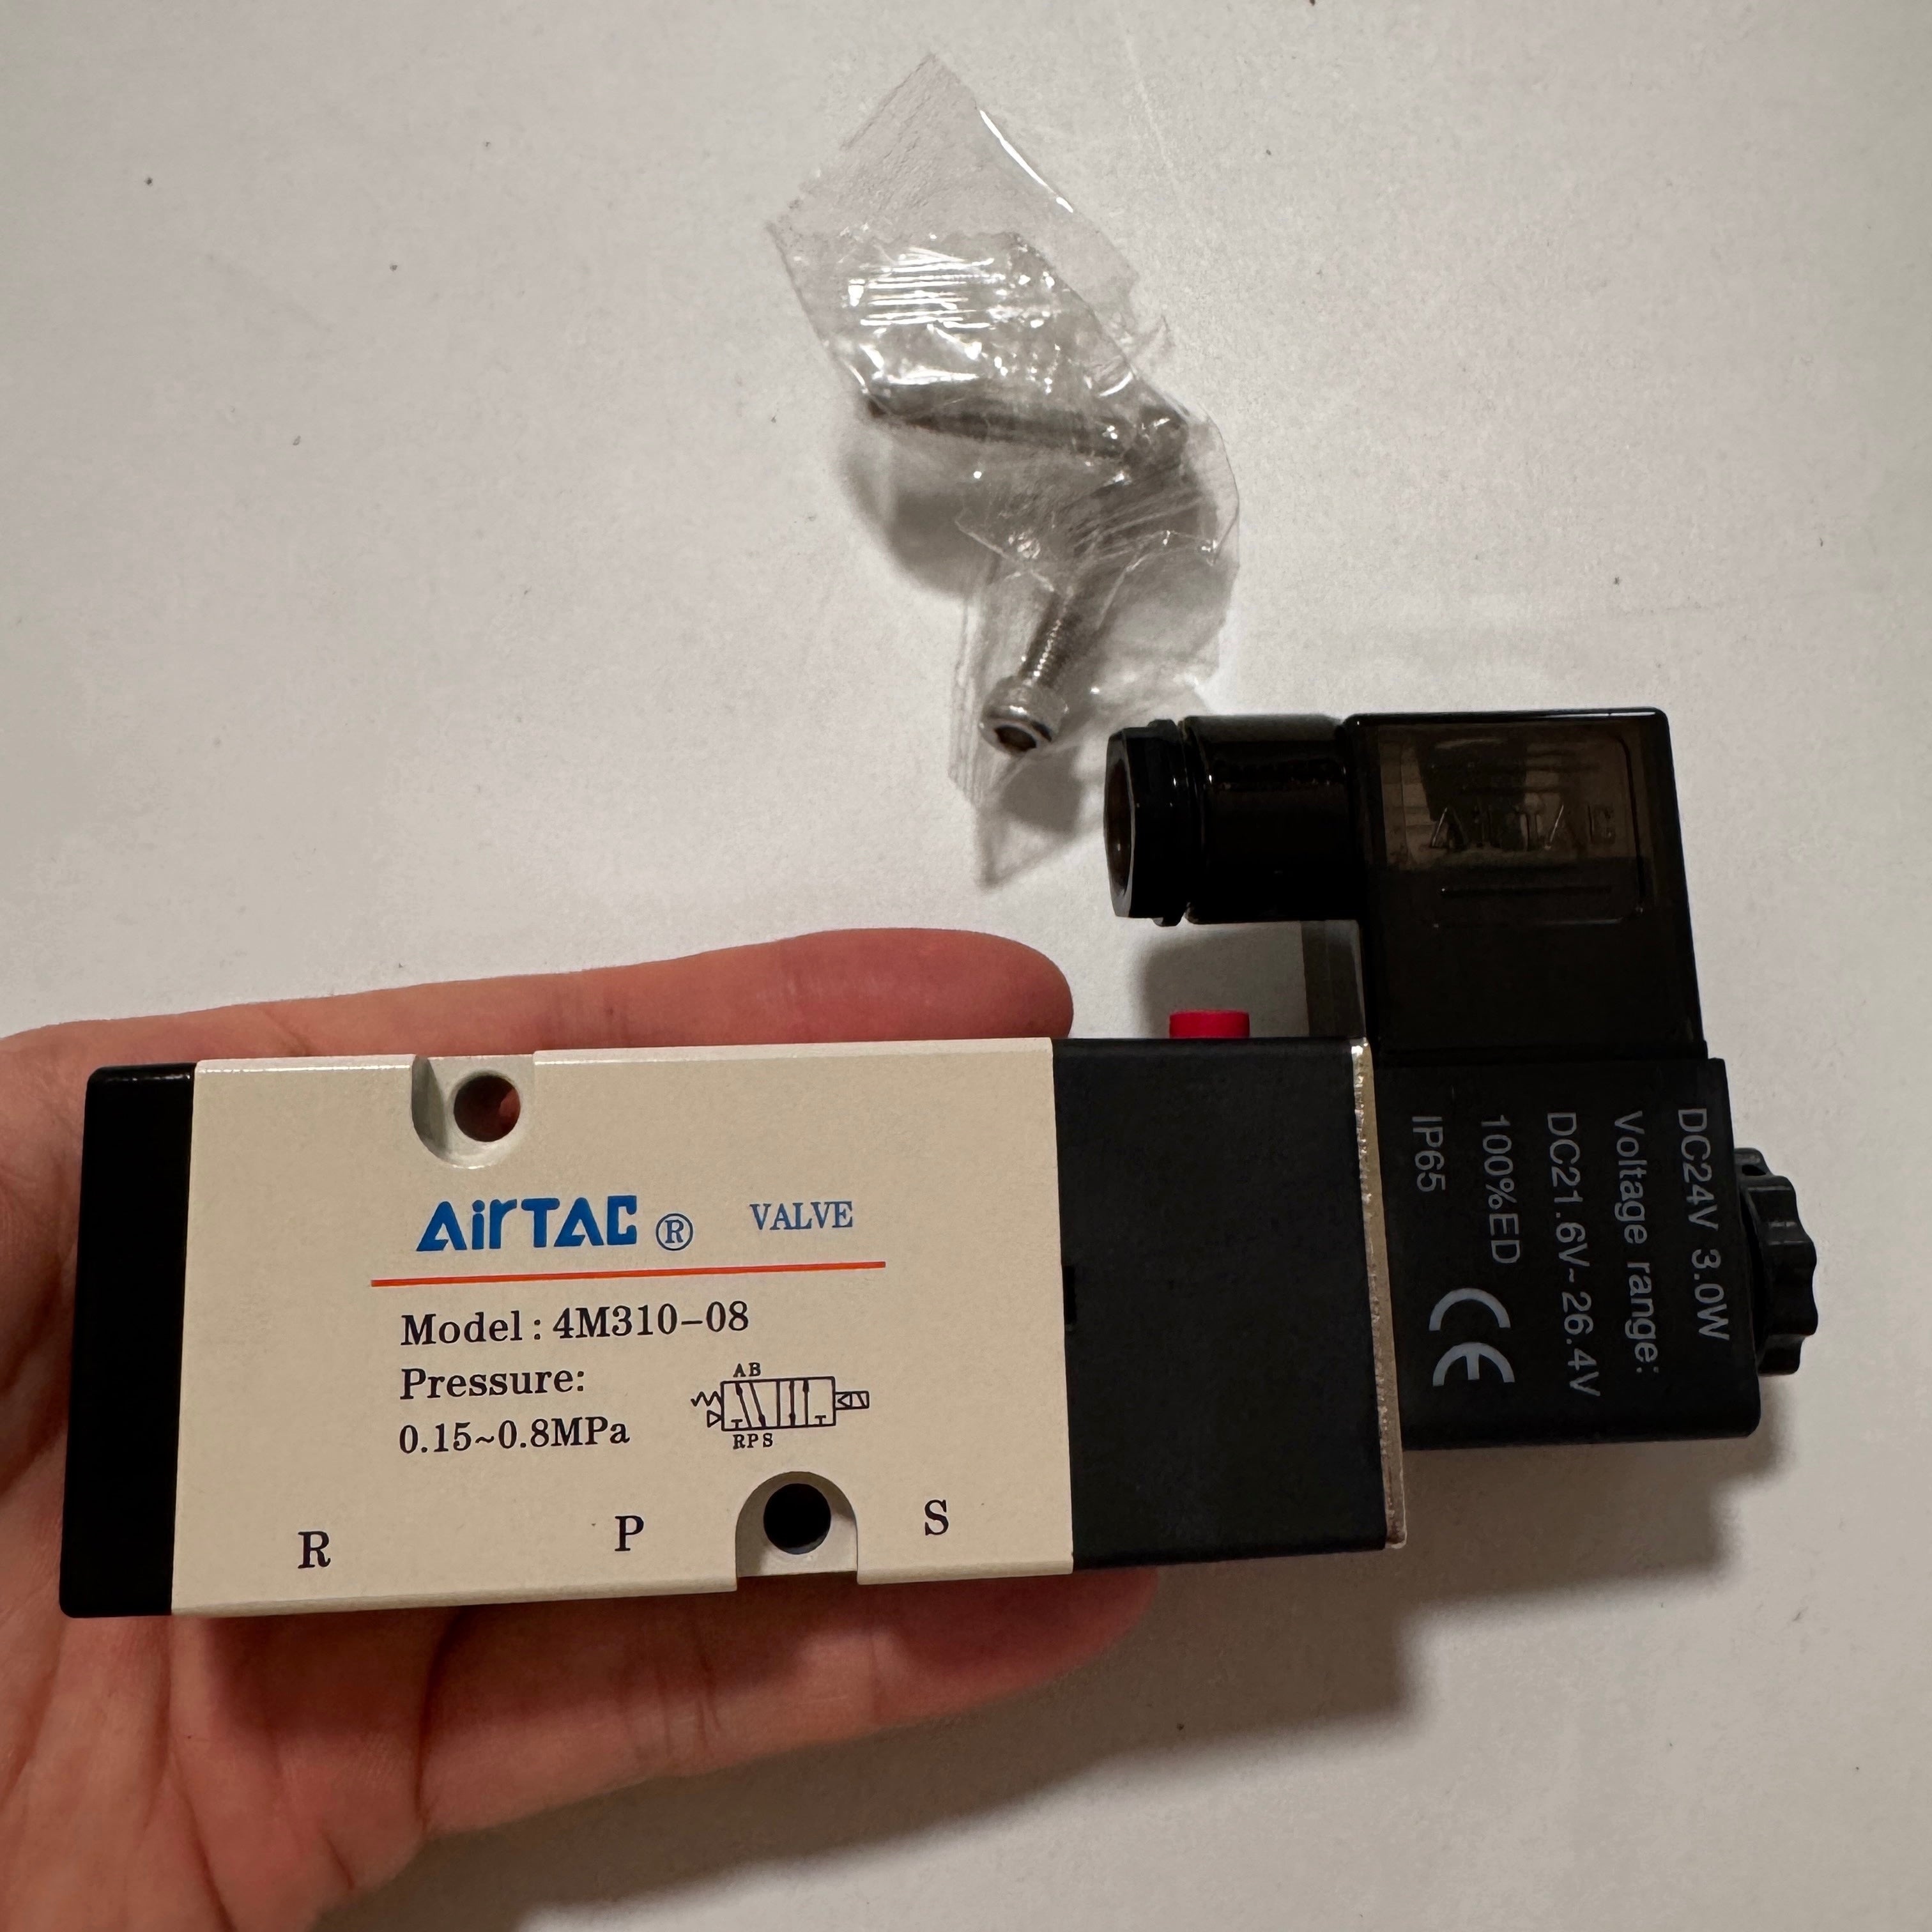 AirTAC
AirTAC ® VALVE
Model: 4M310-08
Pressure:
0.15~0.8MPa
AB
RPS
R P S
DC24V 3.0W
Voltage range:
DC21.6V~26.4V
100%ED
IP65
CE